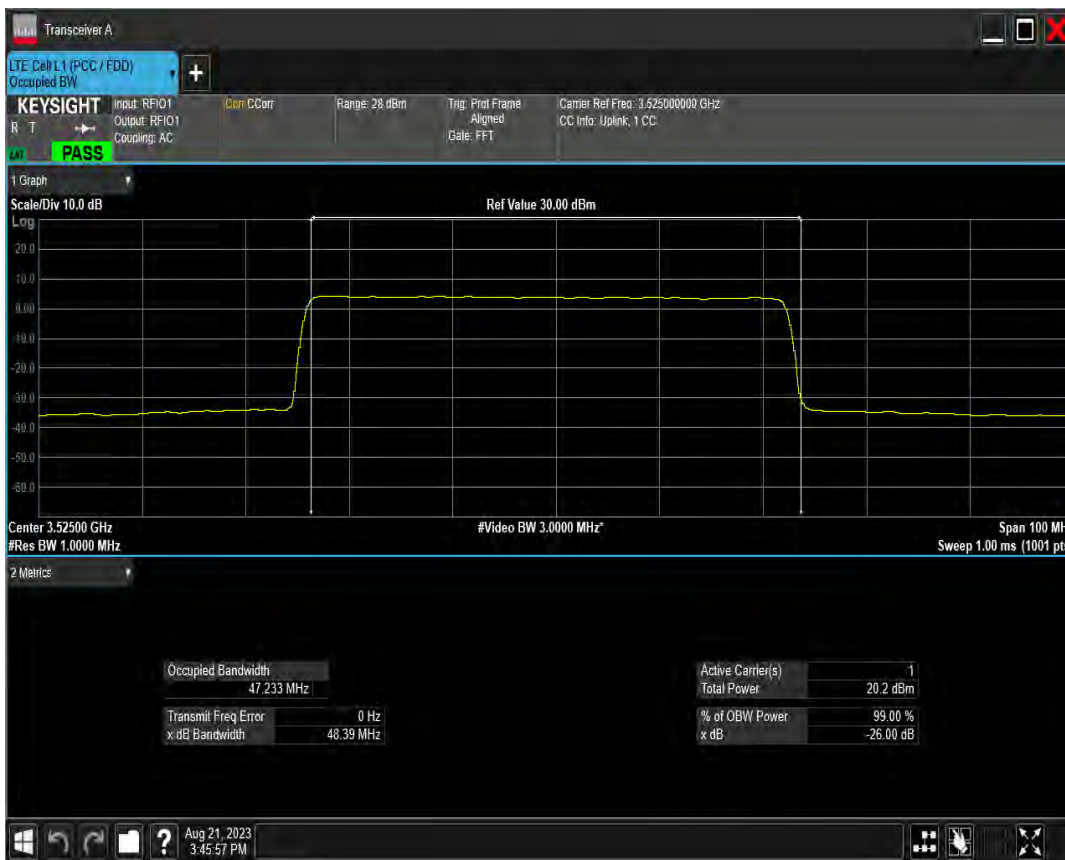 Transceiver A
LTE Cell L1 (PCC / FDD)
Occupied BW
+
KEYSIGHT
R T
PASS
Input: RFIO1
Output: RFIO1
Coupling: AC
Corr CCorr
Range: 28 dBm
Trig: Prot Frame
Aligned
Gate: FFT
Carrier Ref Freq: 3.525000000 GHz
CC Info: Uplink, 1 CC
1 Graph
Scale/Div 10.0 dB
Ref Value 30.00 dBm
Log
20.0
10.0
0.00
-10.0
-20.0
-30.0
-40.0
-50.0
-60.0
Center 3.52500 GHz
#Video BW 3.0000 MHz*
Span 100 MH
#Res BW 1.0000 MHz
Sweep 1.00 ms (1001 pt
2 Metrics
Occupied Bandwidth
47.233 MHz
Transmit Freq Error 0 Hz
x dB Bandwidth 48.39 MHz
Active Carrier(s) 1
Total Power 20.2 dBm
% of OBW Power 99.00 %
x dB -26.00 dB
?
Aug 21, 2023
3:45:57 PM